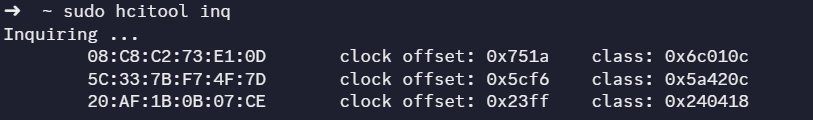 ➜ ~ sudo hcitool inq
Inquiring ...
08:C8:C2:73:E1:0D clock offset: 0x751a class: 0x6c010c
5C:33:7B:F7:4F:7D clock offset: 0x5cf6 class: 0x5a420c
20:AF:1B:0B:07:CE clock offset: 0x23ff class: 0x240418